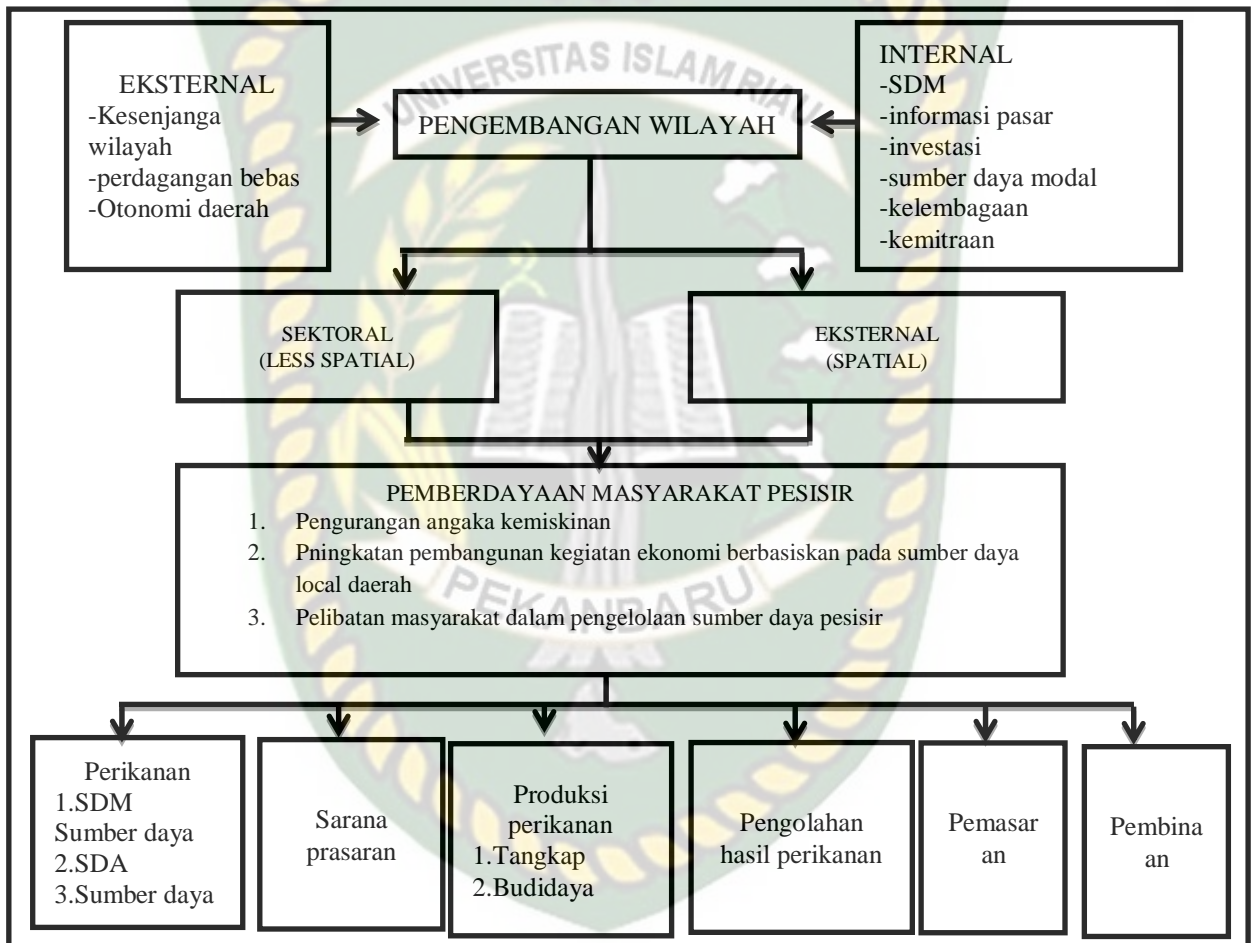 EKSTERNAL
-Kesenjanga
wilayah
-perdagangan bebas
-Otonomi daerah
UNIVERSITAS ISLAM RIAU
PENGEMBANGAN WILAYAH
INTERNAL
-SDM
-informasi pasar
-investasi
-sumber daya modal
-kelembagaan
-kemitraan
SEKTORAL
(LESS SPATIAL)
EKSTERNAL
(SPATIAL)
PEMBERDAYAAN MASYARAKAT PESISIR
1. Pengurangan angaka kemiskinan
2. Pningkatan pembangunan kegiatan ekonomi berbasiskan pada sumber daya
local daerah
3. Pelibatan masyarakat dalam pengelolaan sumber daya pesisir
PEKANBARU
Perikanan
1.SDM
Sumber daya
2.SDA
3.Sumber daya
Sarana
prasaran
Produksi
perikanan
1.Tangkap
2.Budidaya
Pengolahan
hasil perikanan
Pemasar
an
Pembina
an